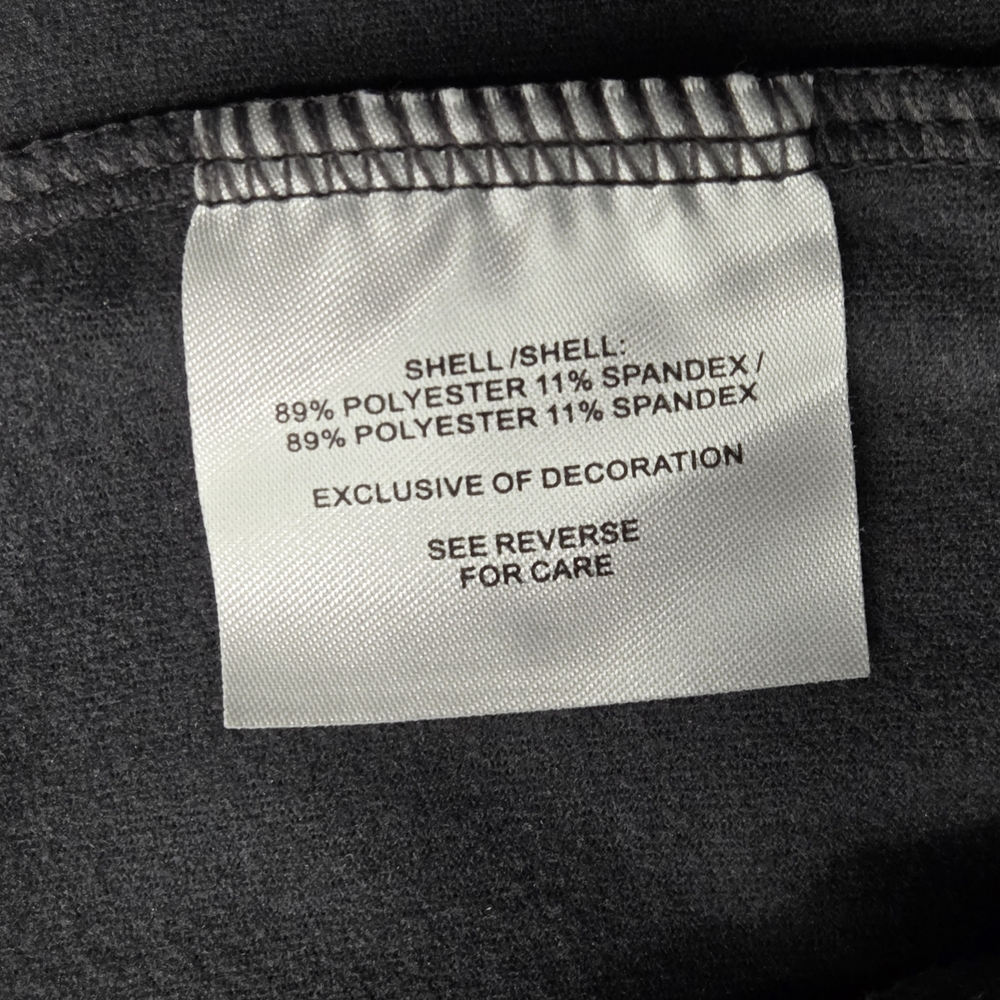 SHELL /SHELL:
89% POLYESTER 11% SPANDEX /
89% POLYESTER 11% SPANDEX
EXCLUSIVE OF DECORATION
SEE REVERSE
FOR CARE